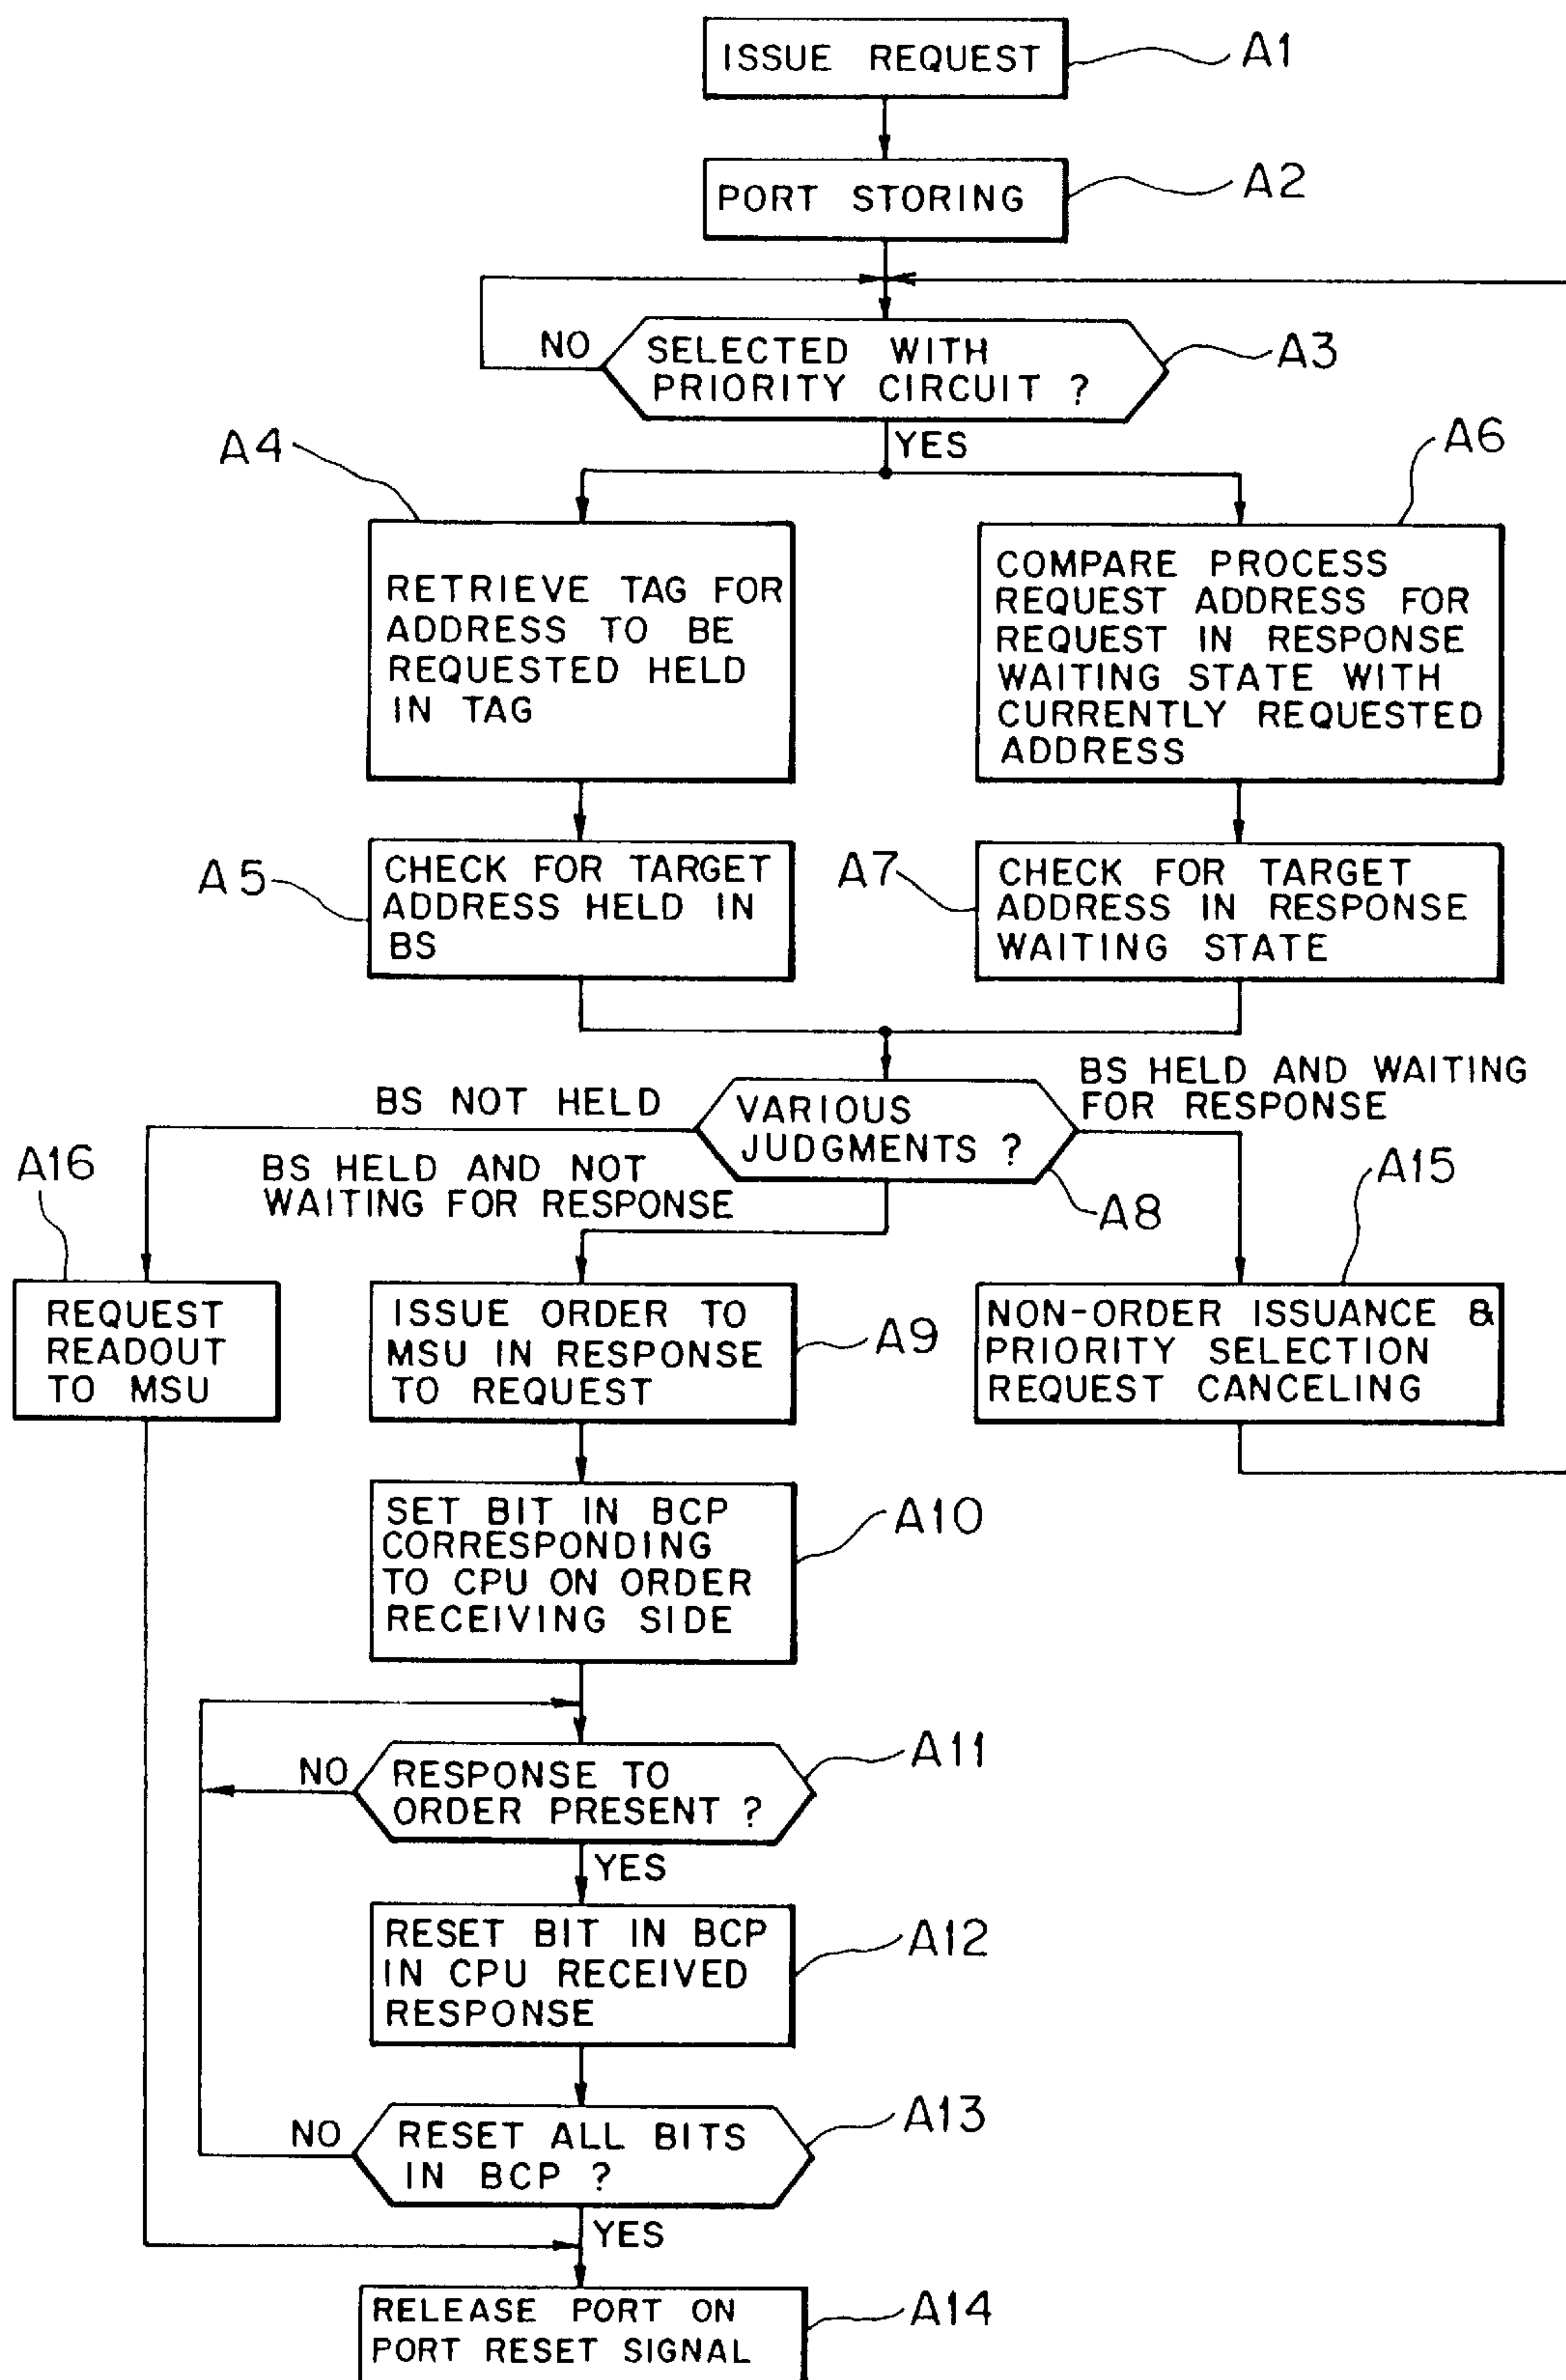 ISSUE REQUEST
A1
PORT STORING
A2
NO
SELECTED WITH
PRIORITY CIRCUIT ?
A3
YES
A4
A6
RETRIEVE TAG FOR
ADDRESS TO BE
REQUESTED HELD
IN TAG
COMPARE PROCESS
REQUEST ADDRESS FOR
REQUEST IN RESPONSE
WAITING STATE WITH
CURRENTLY REQUESTED
ADDRESS
A5
CHECK FOR TARGET
ADDRESS HELD IN
BS
A7
CHECK FOR TARGET
ADDRESS IN RESPONSE
WAITING STATE
BS NOT HELD
VARIOUS
JUDGMENTS ?
BS HELD AND WAITING
FOR RESPONSE
A16
BS HELD AND NOT
WAITING FOR RESPONSE
A8
A15
REQUEST
READOUT
TO MSU
ISSUE ORDER TO
MSU IN RESPONSE
TO REQUEST
A9
NON-ORDER ISSUANCE &
PRIORITY SELECTION
REQUEST CANCELING
SET BIT IN BCP
CORRESPONDING
TO CPU ON ORDER
RECEIVING SIDE
A10
NO
RESPONSE TO
ORDER PRESENT ?
A11
YES
RESET BIT IN BCP
IN CPU RECEIVED
RESPONSE
A12
NO
RESET ALL BITS
IN BCP ?
A13
YES
RELEASE PORT ON
PORT RESET SIGNAL
A14